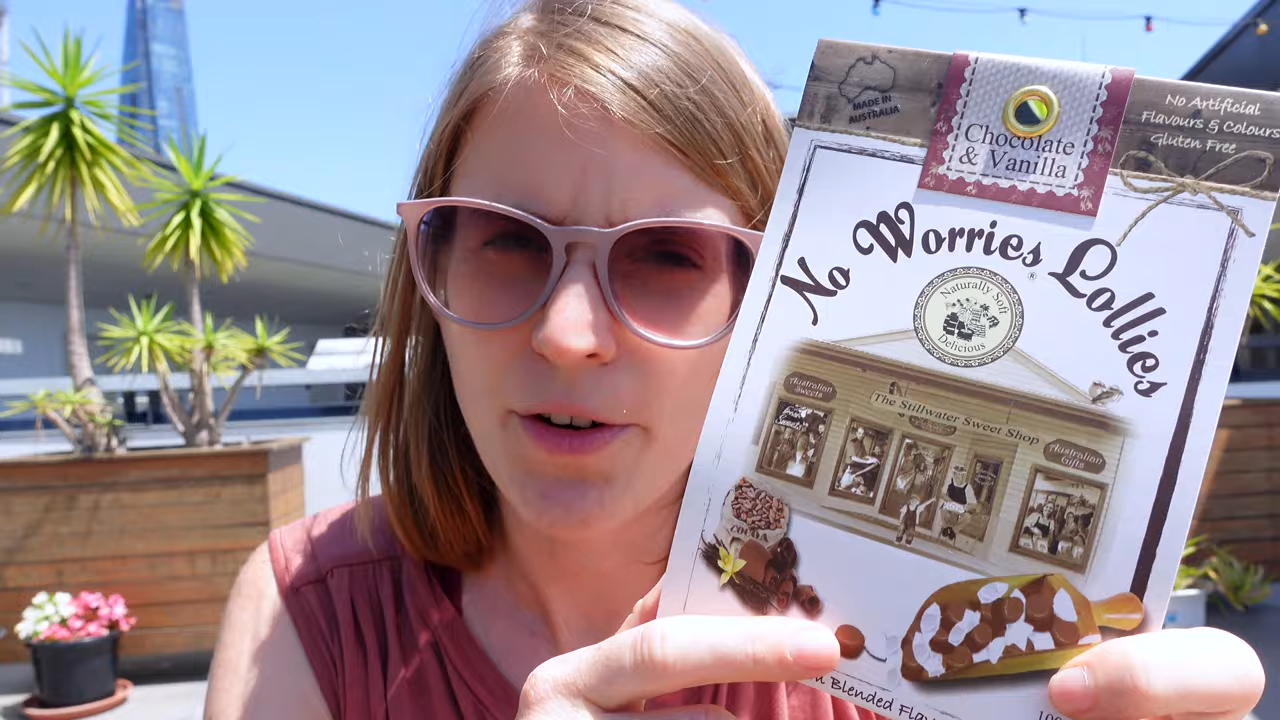 MADE IN
AUSTRALIA
Chocolate
& Vanilla
No Artificial
Flavours & Colours
Gluten Free
No Worries Lollies
®
Naturally Soft
Delicious
Australian
Sweets
The Stillwater Sweet Shop
Australian
Gifts
COCOA
Blended Flav
100